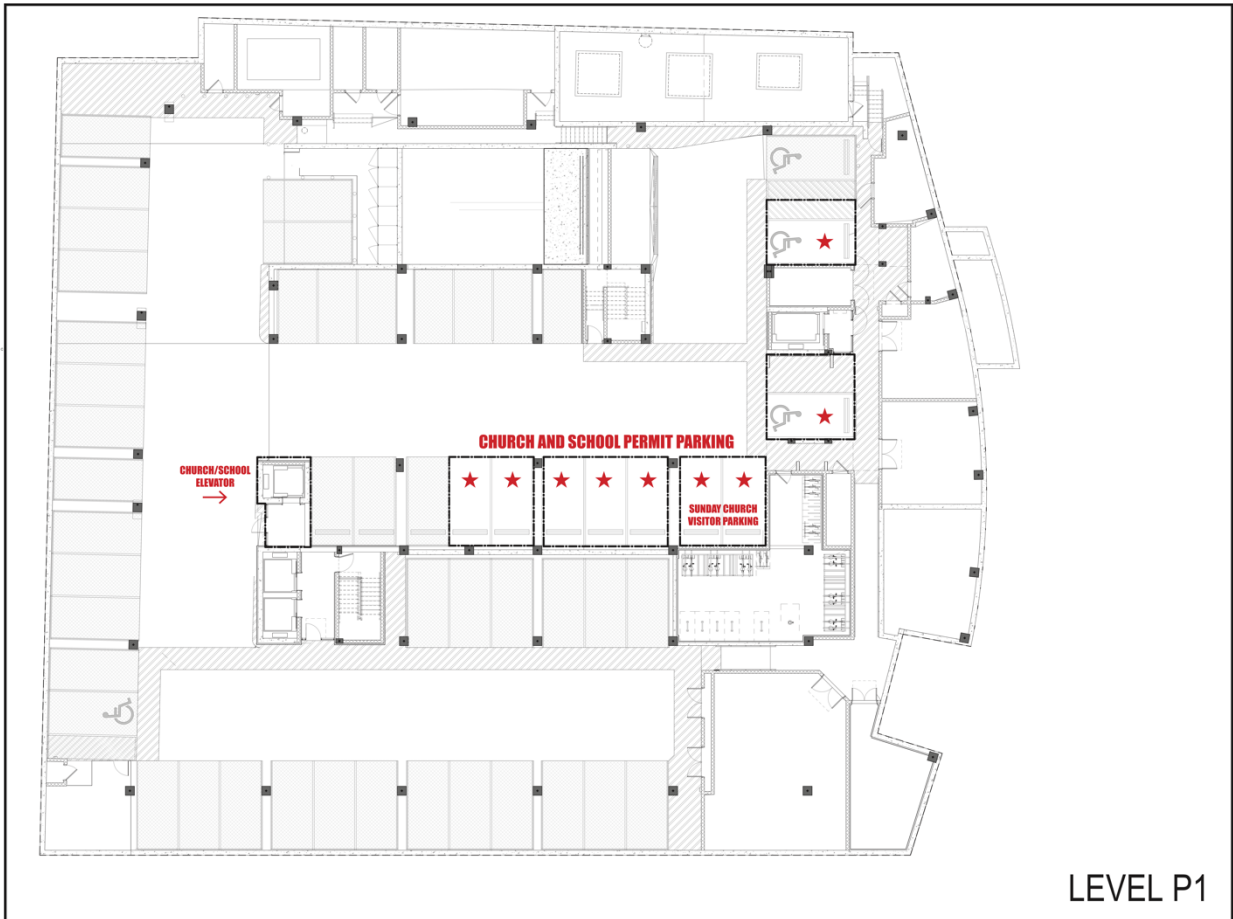 CHURCH AND SCHOOL PERMIT PARKING
CHURCH/SCHOOL
ELEVATOR
SUNDAY CHURCH
VISITOR PARKING
LEVEL P1